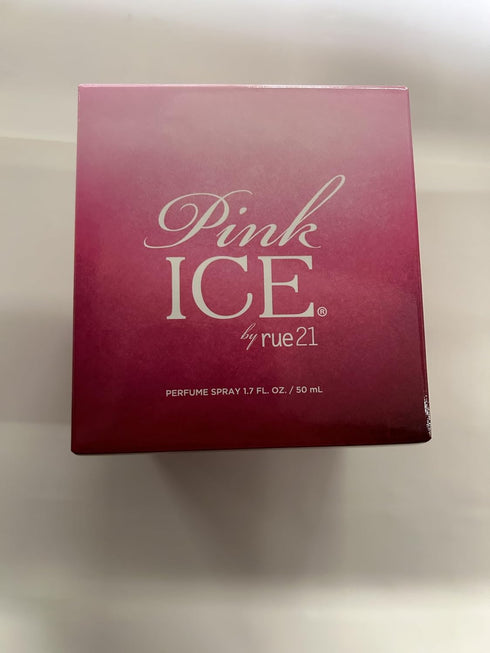 Pink
ICE®
by rue21
PERFUME SPRAY 1.7 FL. OZ. / 50 mL